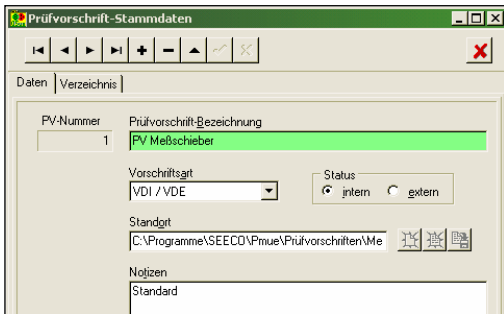 Prüfvorschrift-Stammdaten
Daten Verzeichnis
PV-Nummer Prüfvorschrift-Bezeichnung
1 PV Meßschieber
Vorschriftsart Status
VDI / VDE intern extern
Standort
C:\Programme\SEECO\Pmue\Prüfvorschriften\Me
Notizen
Standard